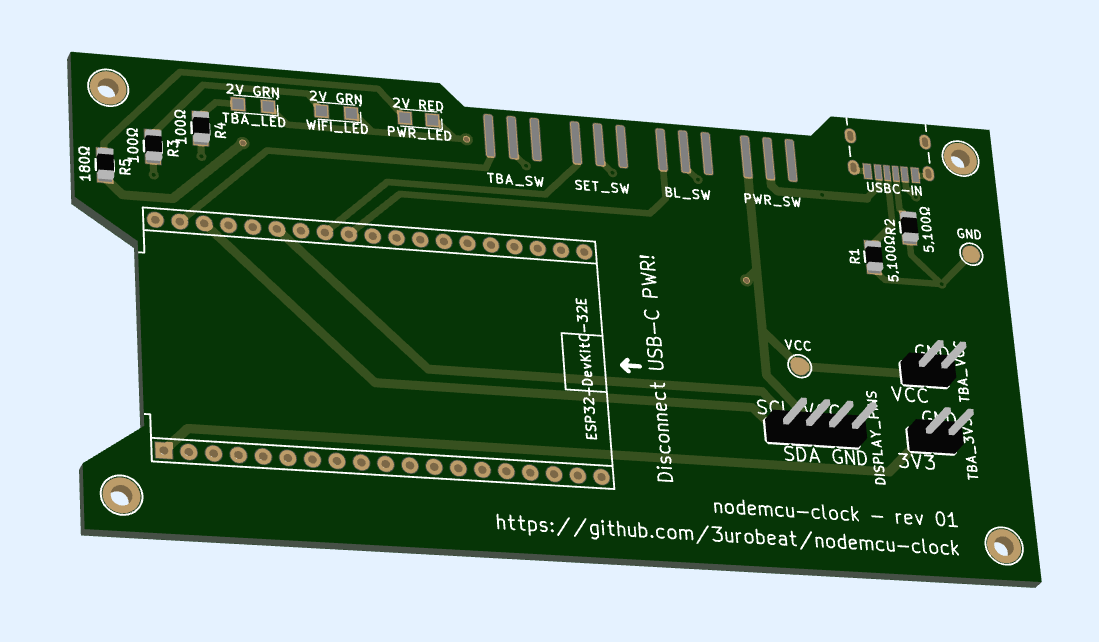 2V GRN
TBA_LED
2V GRN
WIFI_LED
2V RED
PWR_LED
180Ω
R5
100Ω
R3
100Ω
R4
TBA_SW
SET_SW
BL_SW
PWR_SW
USBC-IN
R2
5,100Ω
R1
5,100Ω
GND
ESP32-DevKitC-32E
Disconnect USB-C PWR!
VCC
GND
VCC
SCL VCC
SDA GND
DISPLAY_PINS
GND
3V3
TBA_3V3
nodemcu-clock - rev 01
https://github.com/3urobeat/nodemcu-clock